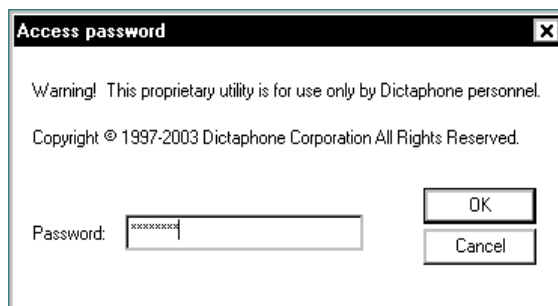 Access password
Warning! This proprietary utility is for use only by Dictaphone personnel.
Copyright © 1997-2003 Dictaphone Corporation All Rights Reserved.
OK
Password: xxxxxxxx
Cancel